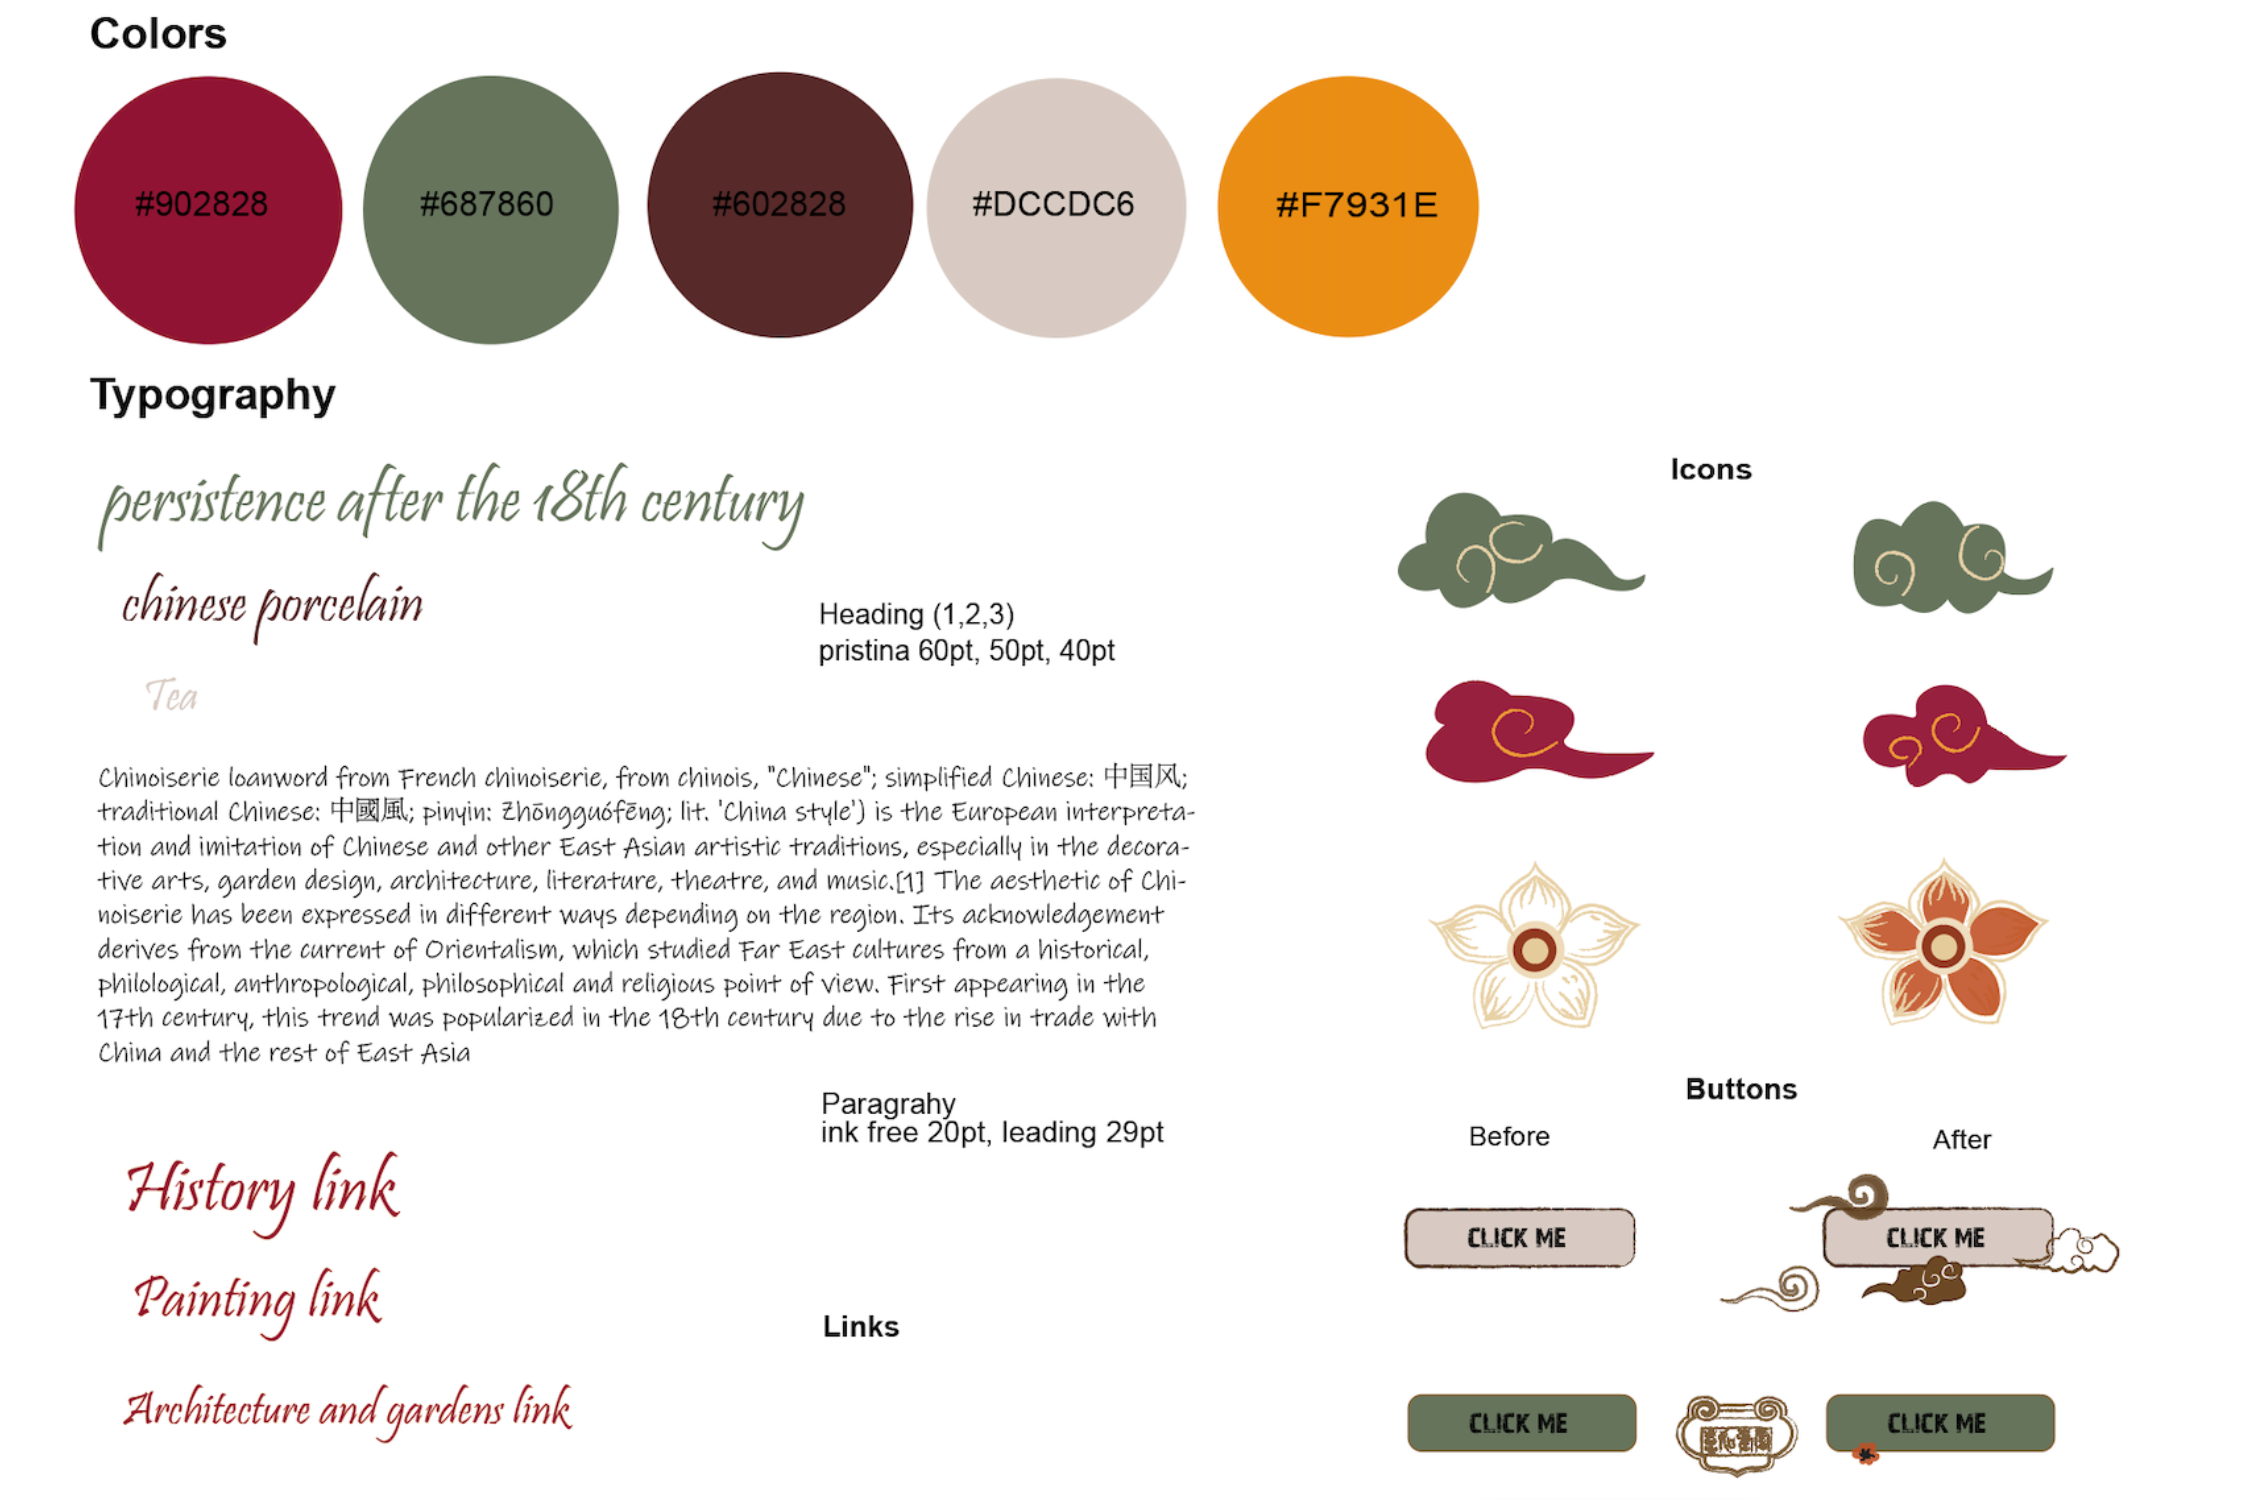 Colors
#902828
#687860
#602828
#DCCDC6
#F7931E
Typography
persistence after the 18th century
chinese porcelain
Tea
Heading (1,2,3)
pristina 60pt, 50pt, 40pt
Chinoiserie loanword from French chinoiserie, from chinois, "Chinese"; simplified Chinese: 中国风;
traditional Chinese: 中國風; pinyin: Zhōngguófēng; lit. 'China style') is the European interpreta-
tion and imitation of Chinese and other East Asian artistic traditions, especially in the decora-
tive arts, garden design, architecture, literature, theatre, and music.[1] The aesthetic of Chi-
noiserie has been expressed in different ways depending on the region. Its acknowledgement
derives from the current of Orientalism, which studied Far East cultures from a historical,
philological, anthropological, philosophical and religious point of view. First appearing in the
17th century, this trend was popularized in the 18th century due to the rise in trade with
China and the rest of East Asia
Paragrahy
ink free 20pt, leading 29pt
History link
Painting link
Architecture and gardens link
Links
Icons
Buttons
Before
After
CLICK ME
CLICK ME
CLICK ME
CLICK ME